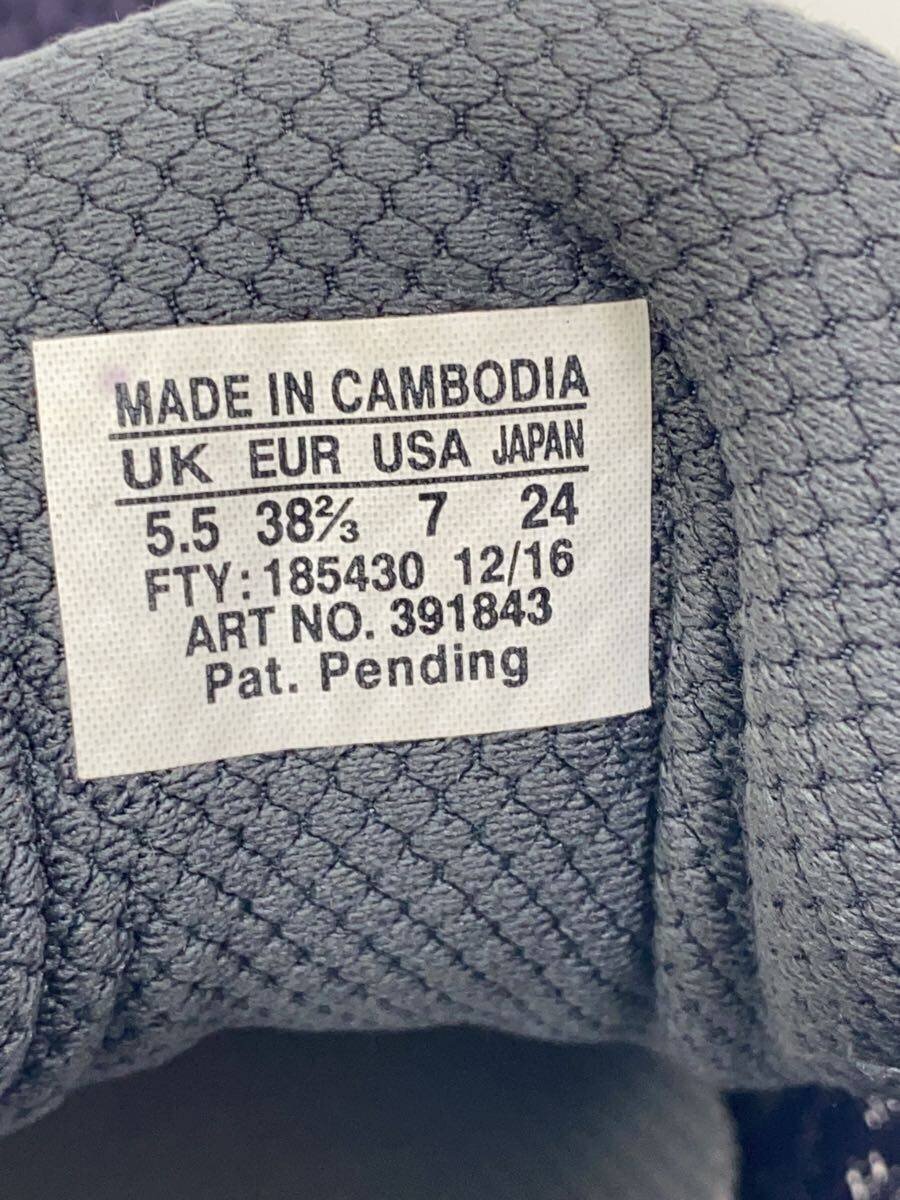 MADE IN CAMBODIA
UK EUR USA JAPAN
5.5 38⅔ 7 24
FTY: 185430 12/16
ART NO. 391843
Pat. Pending